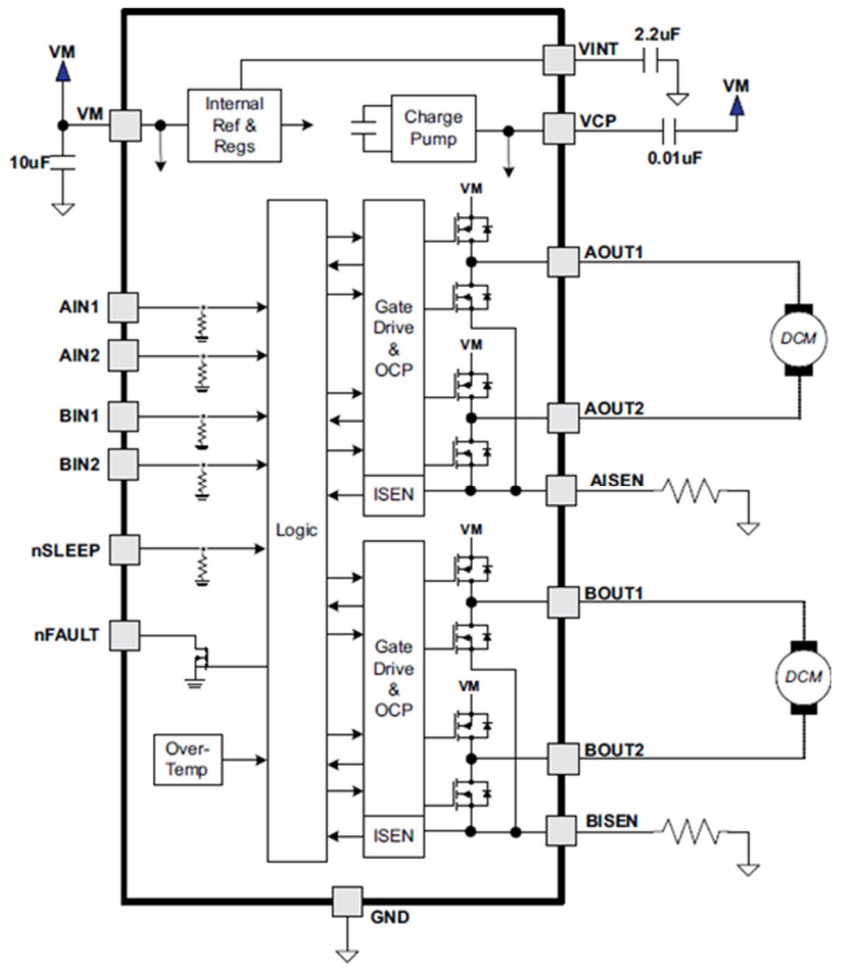 VM
VM
10uF
Internal
Ref &
Regs
Charge
Pump
VINT
2.2uF
VCP
VM
0.01uF
AIN1
AIN2
BIN1
BIN2
nSLEEP
nFAULT
Over-
Temp
Logic
Gate
Drive
&
OCP
ISEN
VM
VM
AOUT1
DCM
AOUT2
AISEN
Gate
Drive
&
OCP
ISEN
VM
VM
BOUT1
DCM
BOUT2
BISEN
GND